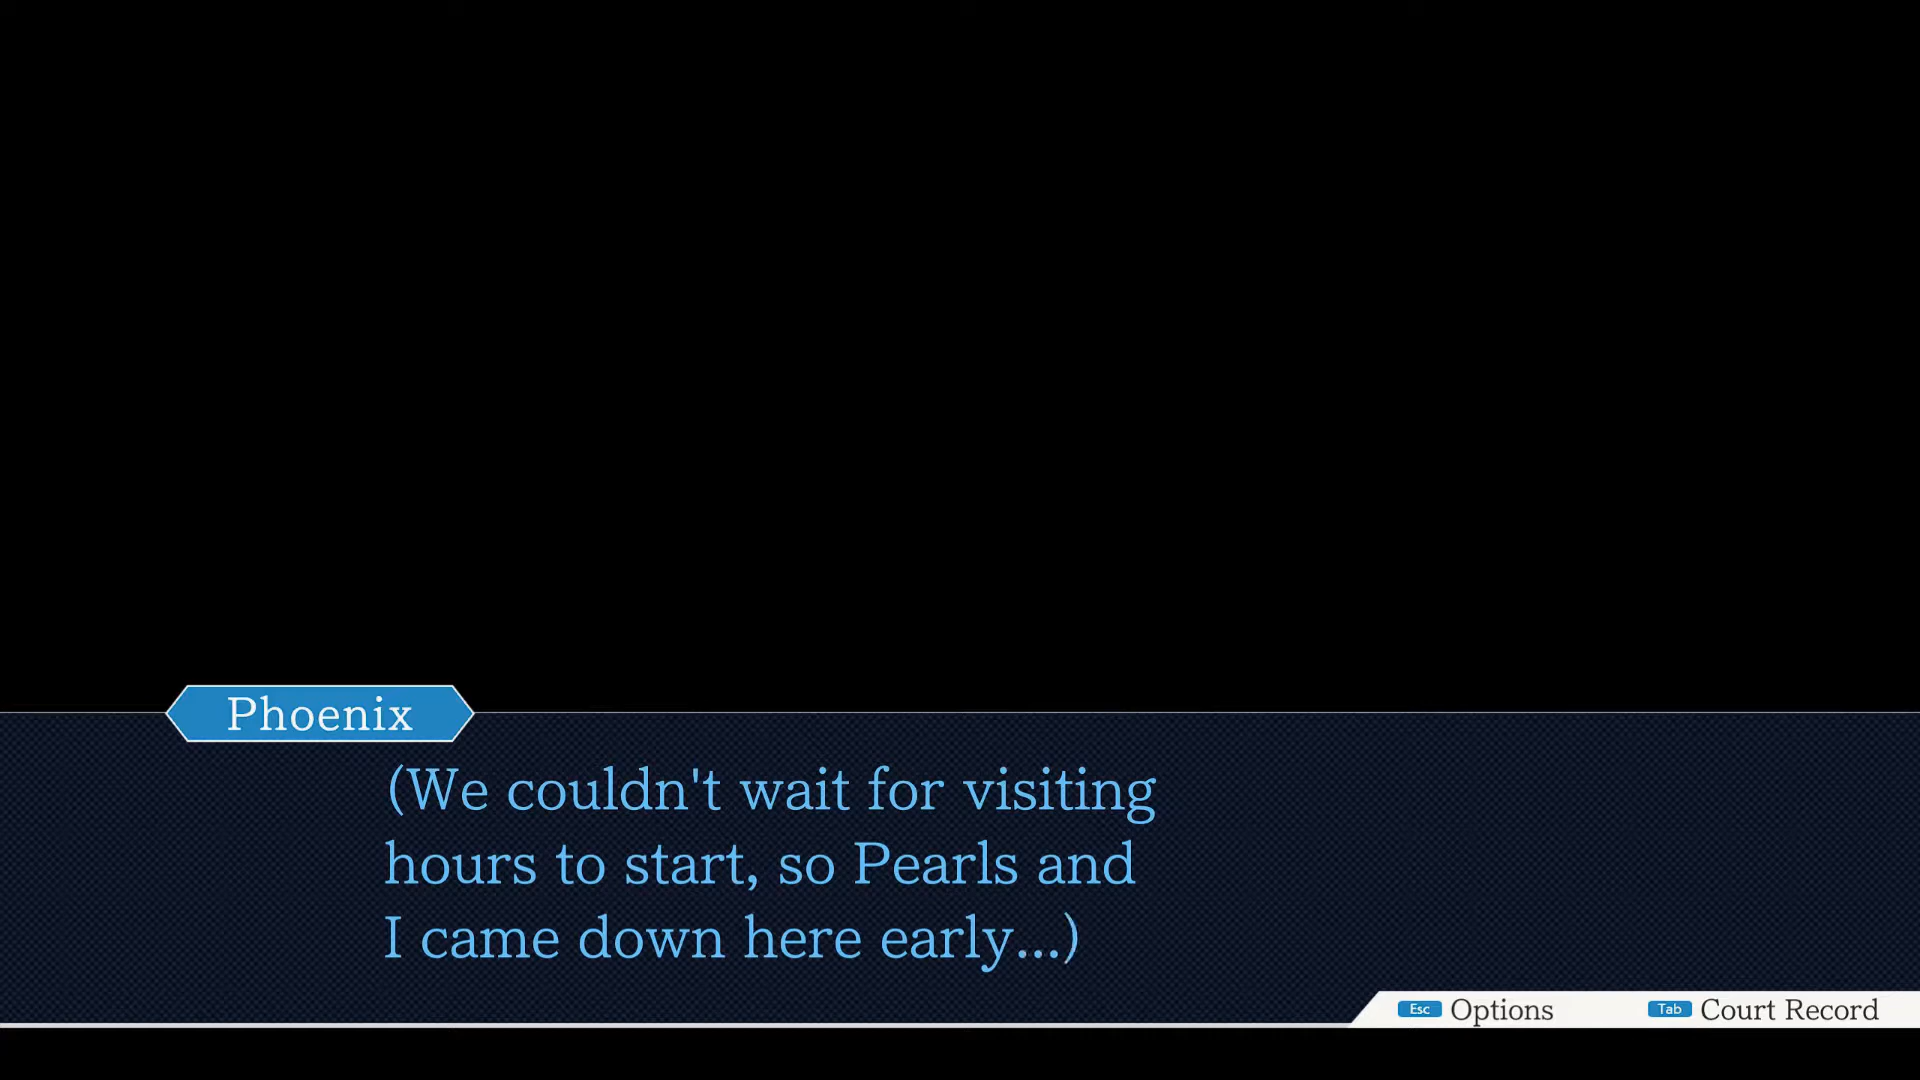 Phoenix
(We couldn't wait for visiting
hours to start, so Pearls and
I came down here early...)
Esc Options Tab Court Record